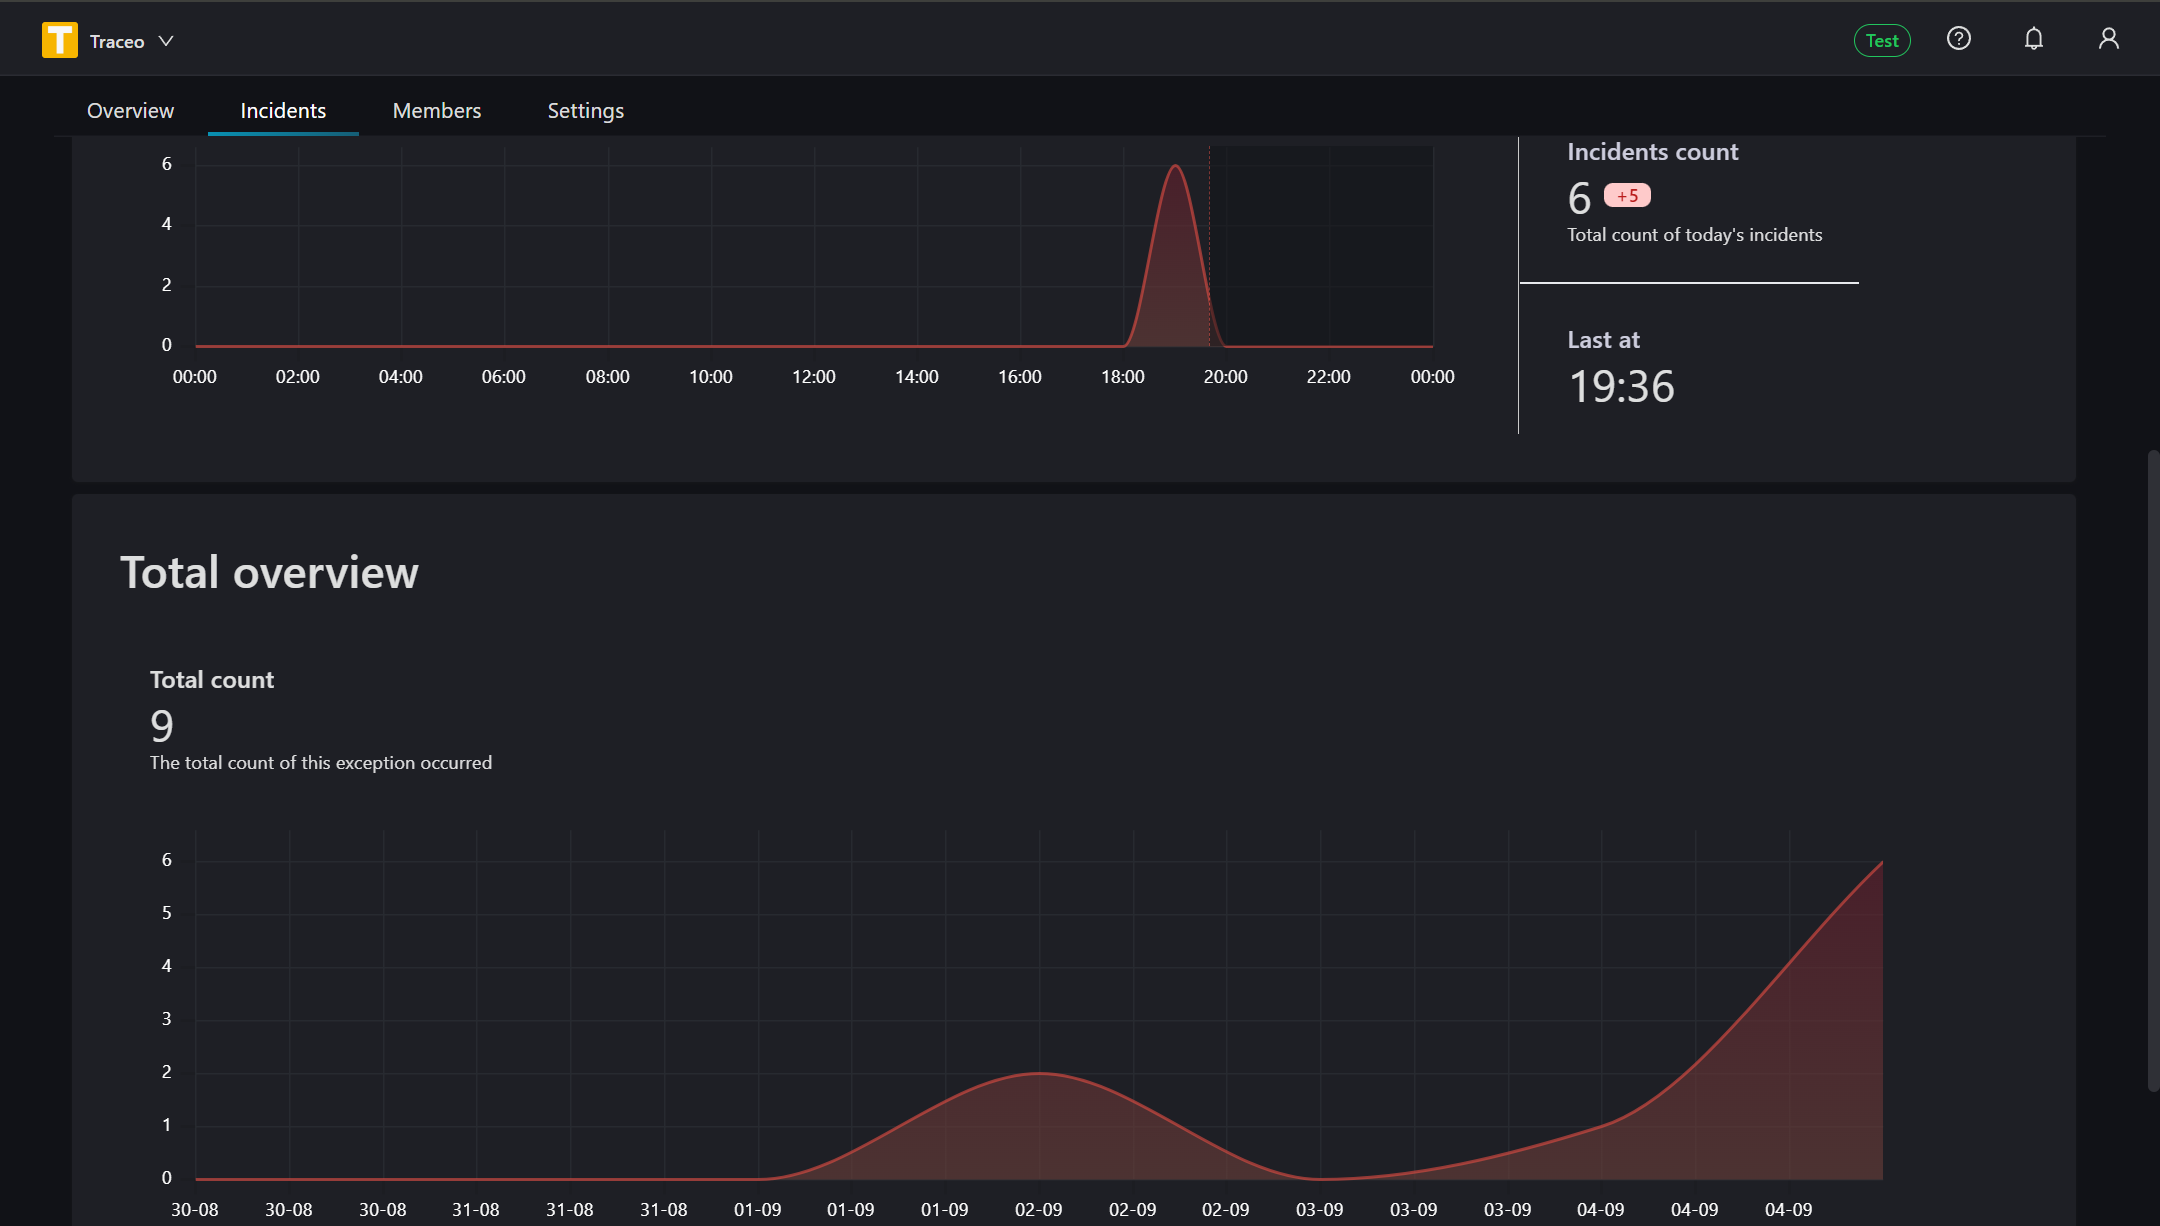 T Traceo
Test
Overview Incidents Members Settings
6
4
2
0
00:00 02:00 04:00 06:00 08:00 10:00 12:00 14:00 16:00 18:00 20:00 22:00 00:00
Incidents count
6 +5
Total count of today's incidents
Last at
19:36
Total overview
Total count
9
The total count of this exception occurred
6
5
4
3
2
1
0
30-08 30-08 30-08 31-08 31-08 31-08 01-09 01-09 01-09 02-09 02-09 02-09 03-09 03-09 03-09 04-09 04-09 04-09